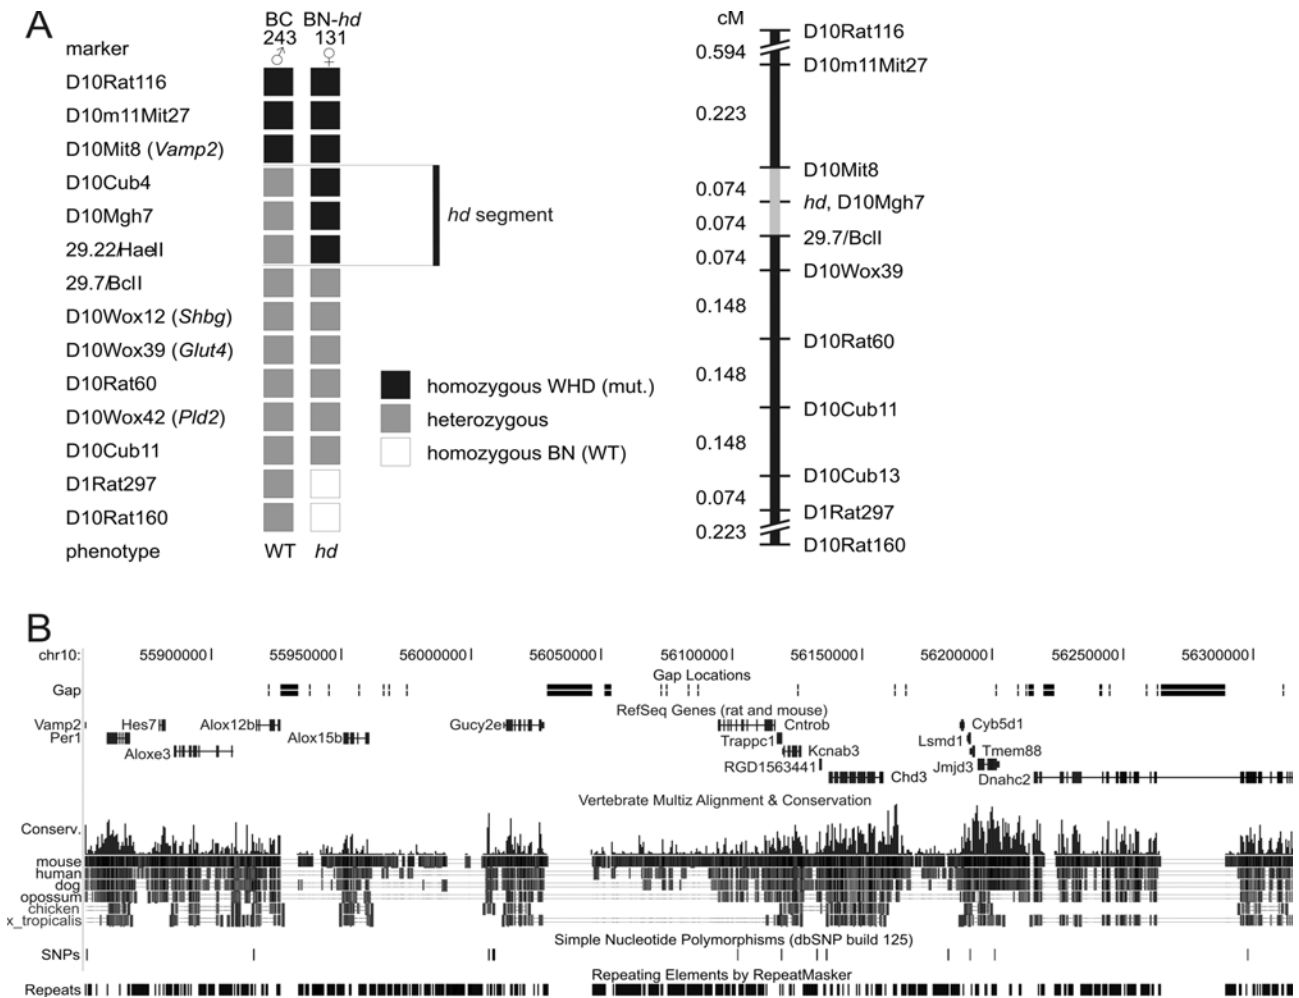 A
marker
BC BN-hd
243 131
♂ ♀
D10Rat116
D10m11Mit27
D10Mit8 (Vamp2)
D10Cub4
D10Mgh7
29.22/HaeII
29.7/BclI
D10Wox12 (Shbg)
D10Wox39 (Glut4)
D10Rat60
D10Wox42 (Pld2)
D10Cub11
D1Rat297
D10Rat160
phenotype WT hd
hd segment
homozygous WHD (mut.)
heterozygous
homozygous BN (WT)
cM
0.594
0.223
0.074
0.074
0.074
0.148
0.148
0.148
0.074
0.223
D10Rat116
D10m11Mit27
D10Mit8
hd, D10Mgh7
29.7/BclI
D10Wox39
D10Rat60
D10Cub11
D10Cub13
D1Rat297
D10Rat160
B
chr10: 55900000 55950000 56000000 56050000 56100000 56150000 56200000 56250000 56300000
Gap Locations
Gap
RefSeq Genes (rat and mouse)
Vamp2 Hes7 Alox12b Gucy2e Cntrob Cyb5d1
Per1 Alox15b Trappc1 Lsmd1
Aloxe3 Kcnab3 Tmem88
RGD1563441 Jmjd3
Chd3 Dnahc2
Vertebrate Multiz Alignment & Conservation
Conserv.
mouse
human
dog
opossum
chicken
x_tropicalis
Simple Nucleotide Polymorphisms (dbSNP build 125)
SNPs
Repeating Elements by RepeatMasker
Repeats